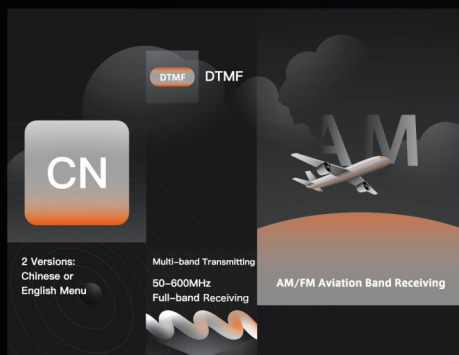 DTMF DTMF
AM
CN
2 Versions:
Chinese or
English Menu
Multi-band Transmitting
50-600MHz
Full-band Receiving
AM/FM Aviation Band Receiving